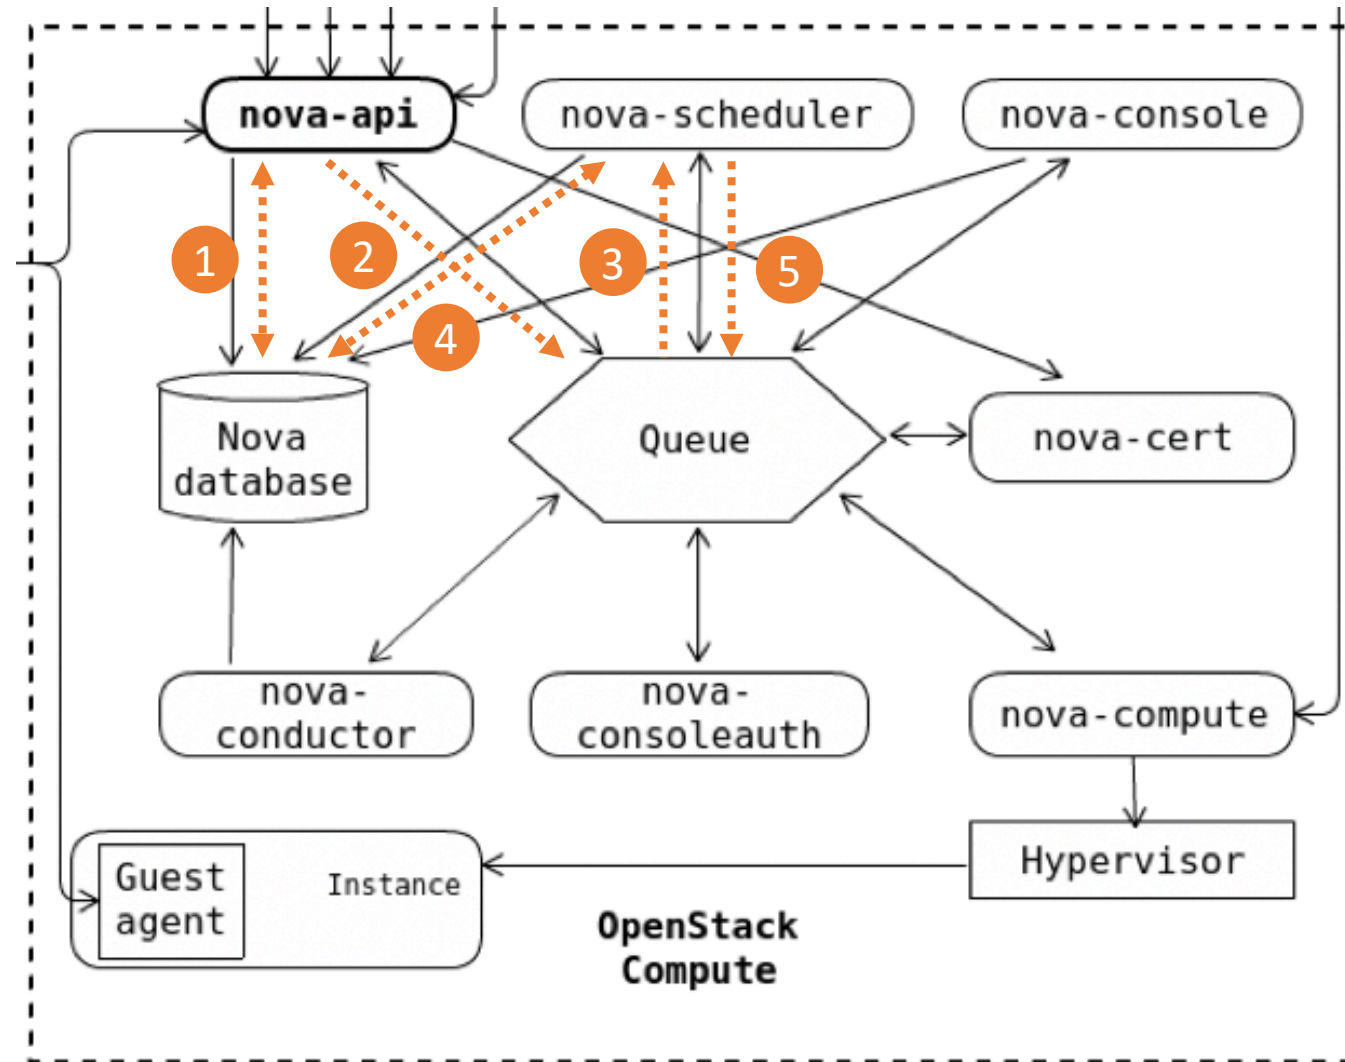 nova-api
nova-scheduler
nova-console
1
2
3
5
4
Nova
database
Queue
nova-cert
nova-
conductor
nova-
consoleauth
nova-compute
Guest
agent
Instance
Hypervisor
OpenStack
Compute